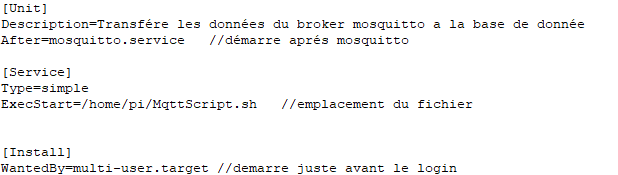 [Unit]
Description=Transfére les données du broker mosquitto a la base de donnée
After=mosquitto.service   //démarre aprés mosquitto
[Service]
Type=simple
ExecStart=/home/pi/MqttScript.sh   //emplacement du fichier
[Install]
WantedBy=multi-user.target //demarre juste avant le login